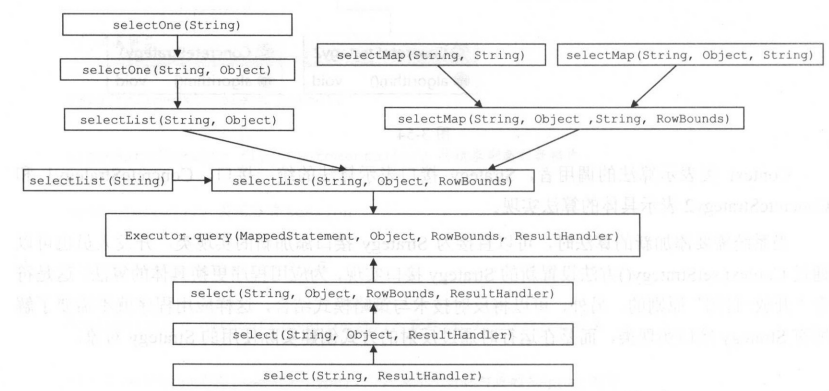 selectOne(String)
selectOne(String, Object)
selectMap(String, String)
selectMap(String, Object, String)
selectList(String, Object)
selectMap(String, Object ,String, RowBounds)
selectList(String)
selectList(String, Object, RowBounds)
Executor.query(MappedStatement, Object, RowBounds, ResultHandler)
select(String, Object, RowBounds, ResultHandler)
select(String, Object, ResultHandler)
select(String, ResultHandler)